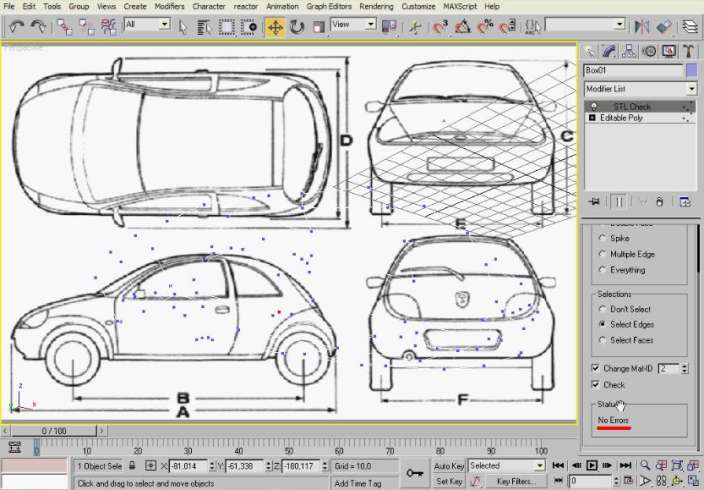 File Edit Tools Group Views Create Modifiers Character reactor Animation Graph Editors Rendering Customize MAXScript Help
All
View
Perspective
Box01
Modifier List
STL Check
Editable Poly
D
C
E
B
A
F
Spike
Multiple Edge
Everything
Selections
Don't Select
Select Edges
Select Faces
Change Mat-ID 2
Check
Status
No Errors
z
x
0 / 100
0 10 20 30 40 50 60 70 80 90 100
1 Object Sele X: -81,014 Y: -61,338 Z: -180,117 Grid = 10,0
Auto Key Selected
Click and drag to select and move objects
Add Time Tag
Set Key Key Filters... 0